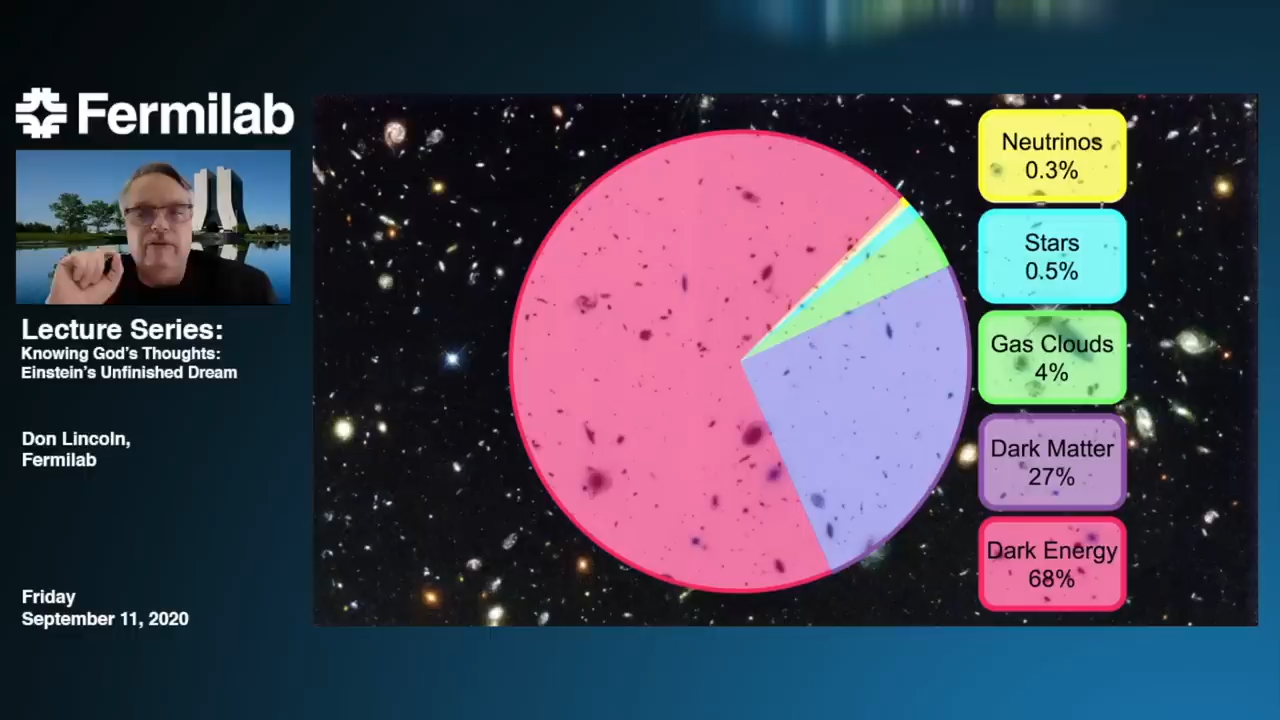 Fermilab
Lecture Series:
Knowing God's Thoughts:
Einstein's Unfinished Dream
Don Lincoln,
Fermilab
Friday
September 11, 2020
Neutrinos
0.3%
Stars
0.5%
Gas Clouds
4%
Dark Matter
27%
Dark Energy
68%